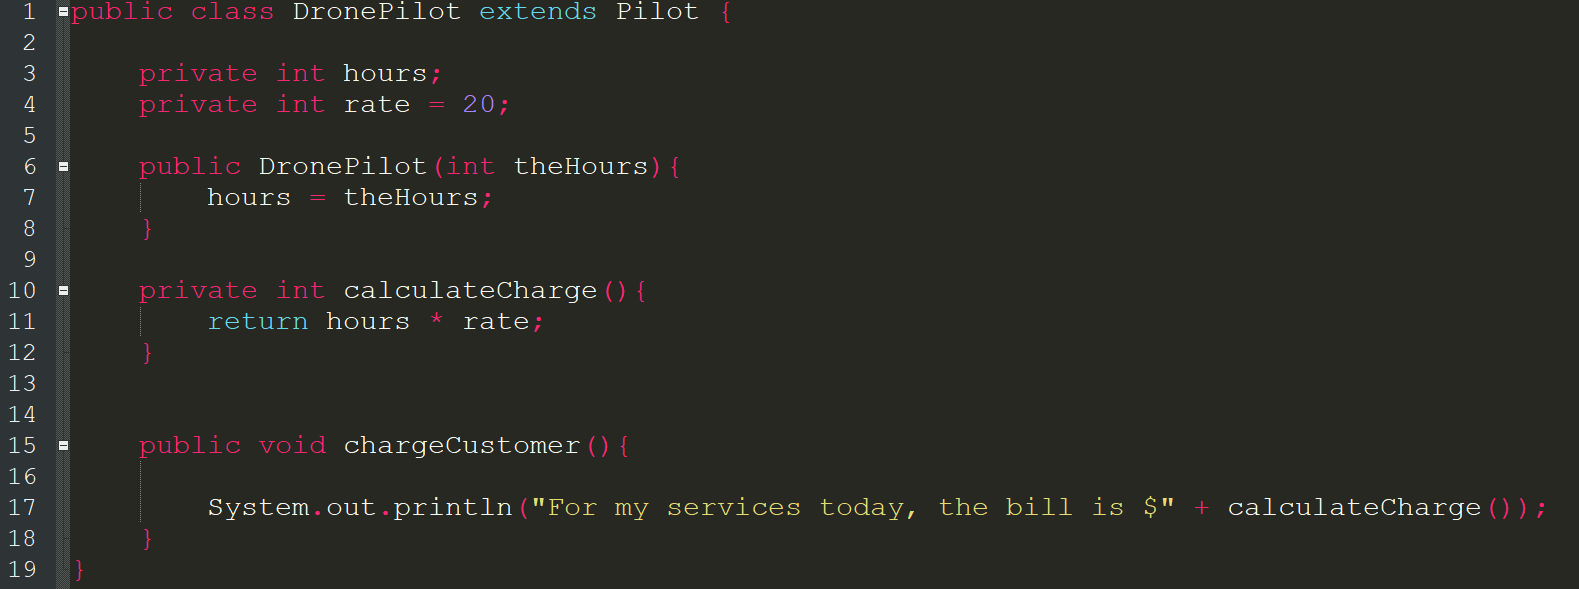 1 public class DronePilot extends Pilot {
2
3     private int hours;
4     private int rate = 20;
5
6     public DronePilot(int theHours){
7         hours = theHours;
8     }
9
10     private int calculateCharge(){
11         return hours * rate;
12     }
13
14
15     public void chargeCustomer(){
16
17         System.out.println("For my services today, the bill is $" + calculateCharge());
18     }
19 }